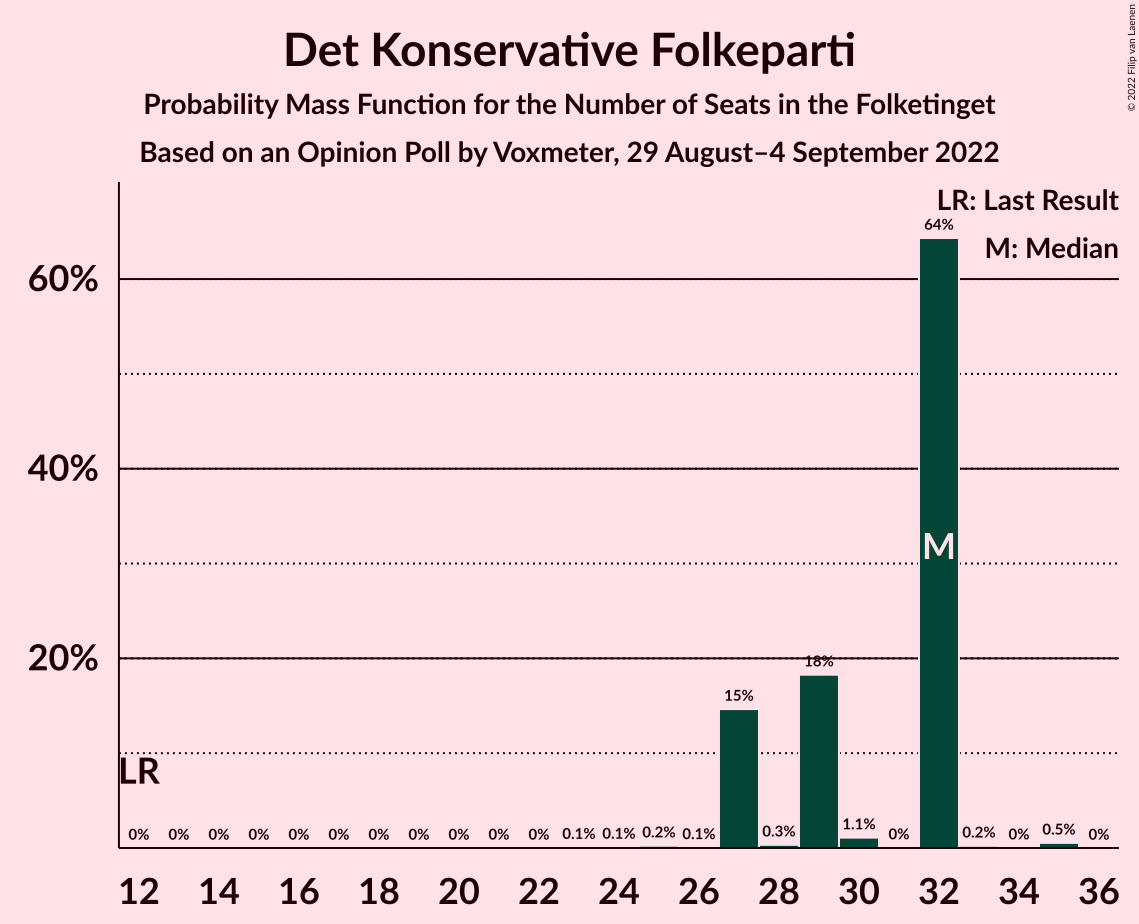 Det Konservative Folkeparti
Probability Mass Function for the Number of Seats in the Folketinget
Based on an Opinion Poll by Voxmeter, 29 August–4 September 2022
© 2022 Filip van Laenen
LR: Last Result
M: Median
60%
40%
20%
64%
M
18%
15%
LR
0% 0% 0% 0% 0% 0% 0% 0% 0% 0% 0% 0.1% 0.1% 0.2% 0.1% 0.3% 1.1% 0% 0.2% 0% 0.5% 0%
12 14 16 18 20 22 24 26 28 30 32 34 36